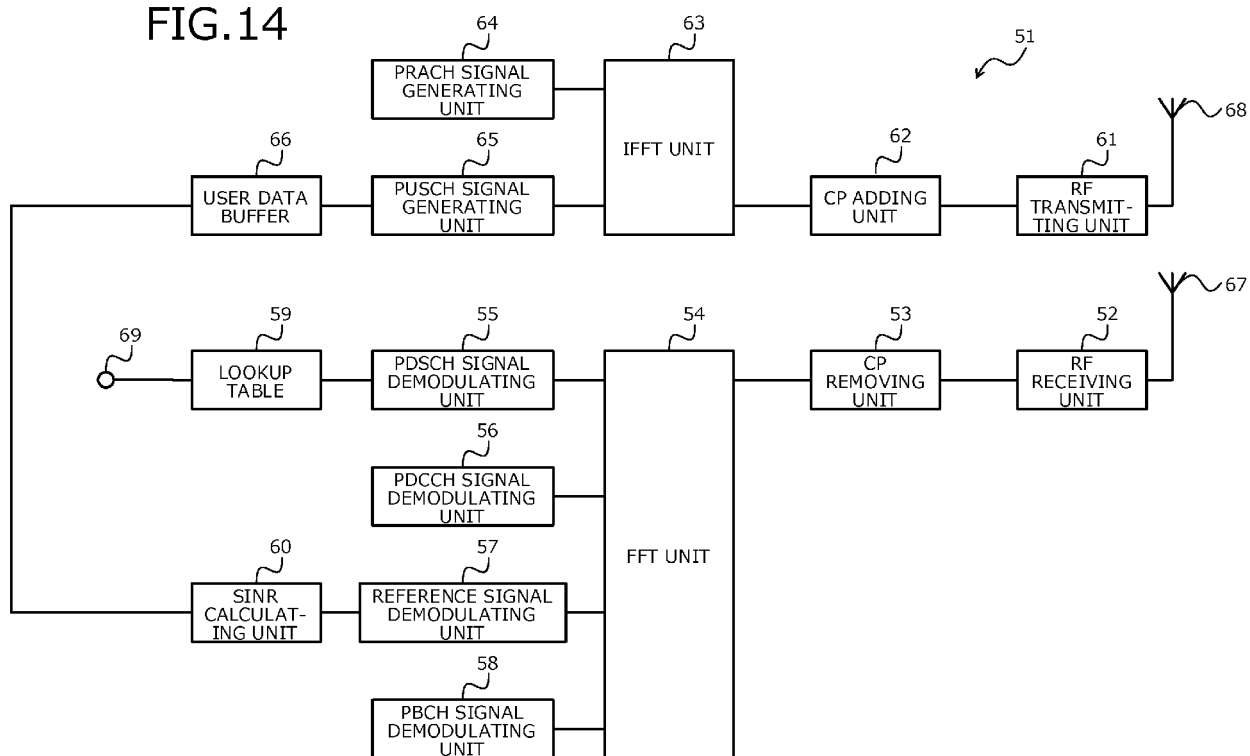 FIG.14
64
63
51
PRACH SIGNAL
GENERATING
UNIT
IFFT UNIT
68
66
65
62
61
USER DATA
BUFFER
PUSCH SIGNAL
GENERATING
UNIT
CP ADDING
UNIT
RF
TRANSMIT-
TING UNIT
67
69
59
55
54
53
52
LOOKUP
TABLE
PDSCH SIGNAL
DEMODULATING
UNIT
CP
REMOVING
UNIT
RF
RECEIVING
UNIT
56
PDCCH SIGNAL
DEMODULATING
UNIT
FFT UNIT
60
57
SINR
CALCULAT-
ING UNIT
REFERENCE SIGNAL
DEMODULATING
UNIT
58
PBCH SIGNAL
DEMODULATING
UNIT